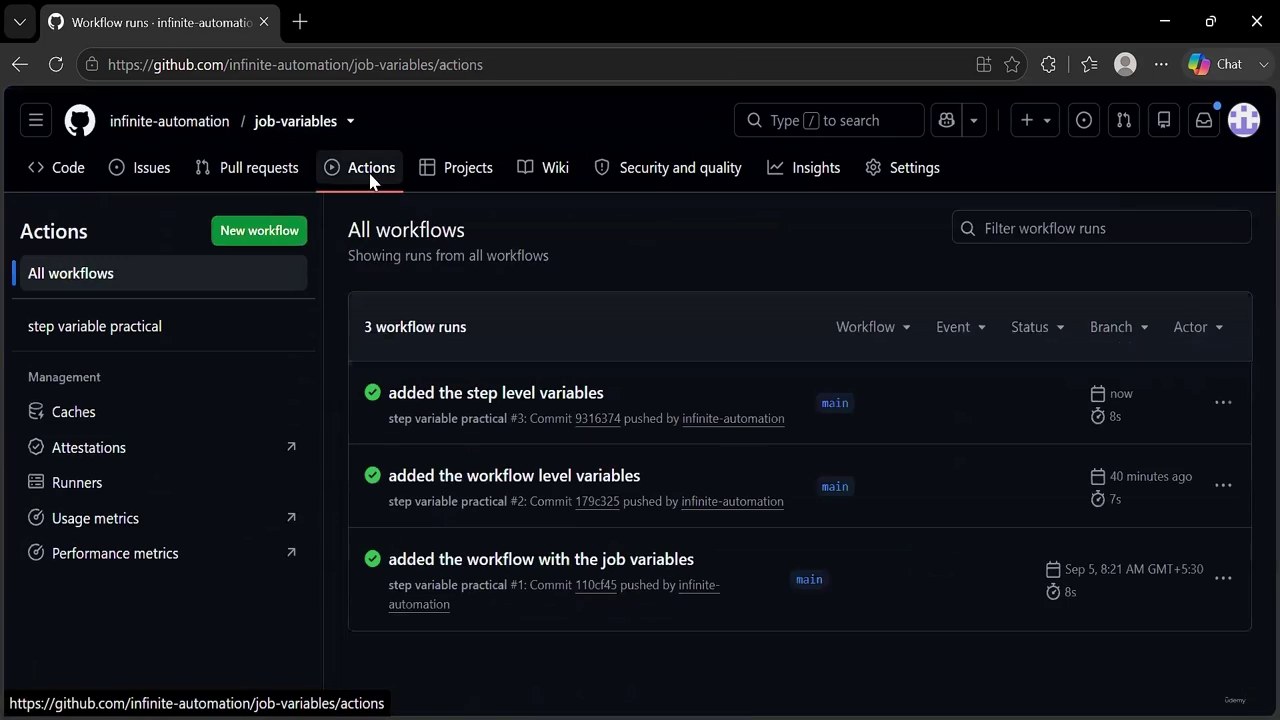 Workflow runs · infinite-automatio
https://github.com/infinite-automation/job-variables/actions
Chat
infinite-automation / job-variables
Type / to search
Code
Issues
Pull requests
Actions
Projects
Wiki
Security and quality
Insights
Settings
Actions
New workflow
All workflows
step variable practical
Management
Caches
Attestations
Runners
Usage metrics
Performance metrics
All workflows
Showing runs from all workflows
Filter workflow runs
3 workflow runs
Workflow
Event
Status
Branch
Actor
added the step level variables
step variable practical #3: Commit 9316374 pushed by infinite-automation
main
now
8s
added the workflow level variables
step variable practical #2: Commit 179c325 pushed by infinite-automation
main
40 minutes ago
7s
added the workflow with the job variables
step variable practical #1: Commit 110cf45 pushed by infinite-
automation
main
Sep 5, 8:21 AM GMT+5:30
8s
https://github.com/infinite-automation/job-variables/actions
Udemy